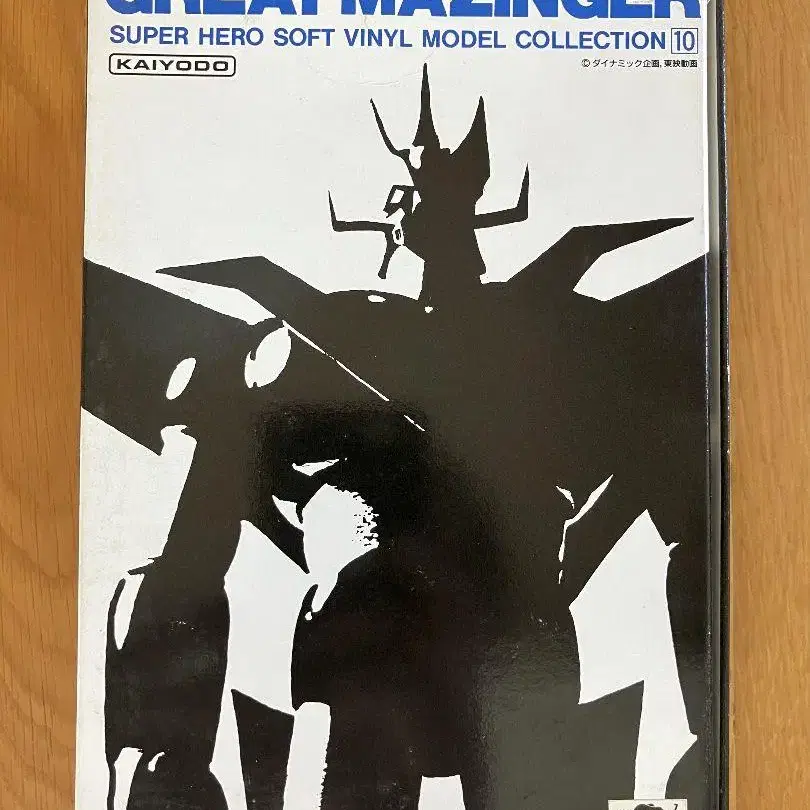 GREAT MAZINGER
SUPER HERO SOFT VINYL MODEL COLLECTION 10
KAIYODO
© ダイナミック企画, 東映動画